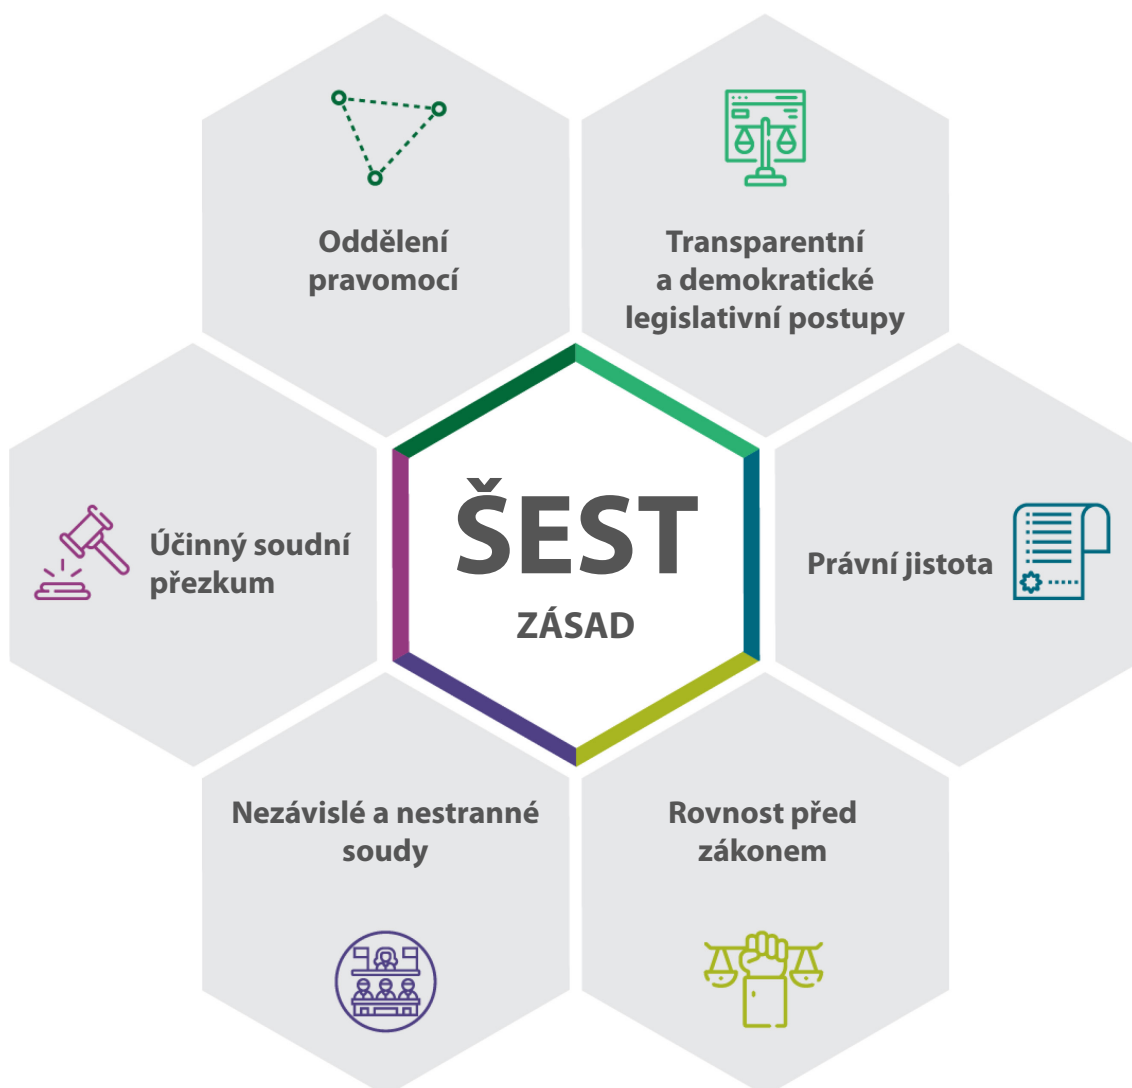 Oddělení
pravomocí
Transparentní
a demokratické
legislativní postupy
Účinný soudní
přezkum
ŠEST
ZÁSAD
Právní jistota
Nezávislé a nestranné
soudy
Rovnost před
zákonem